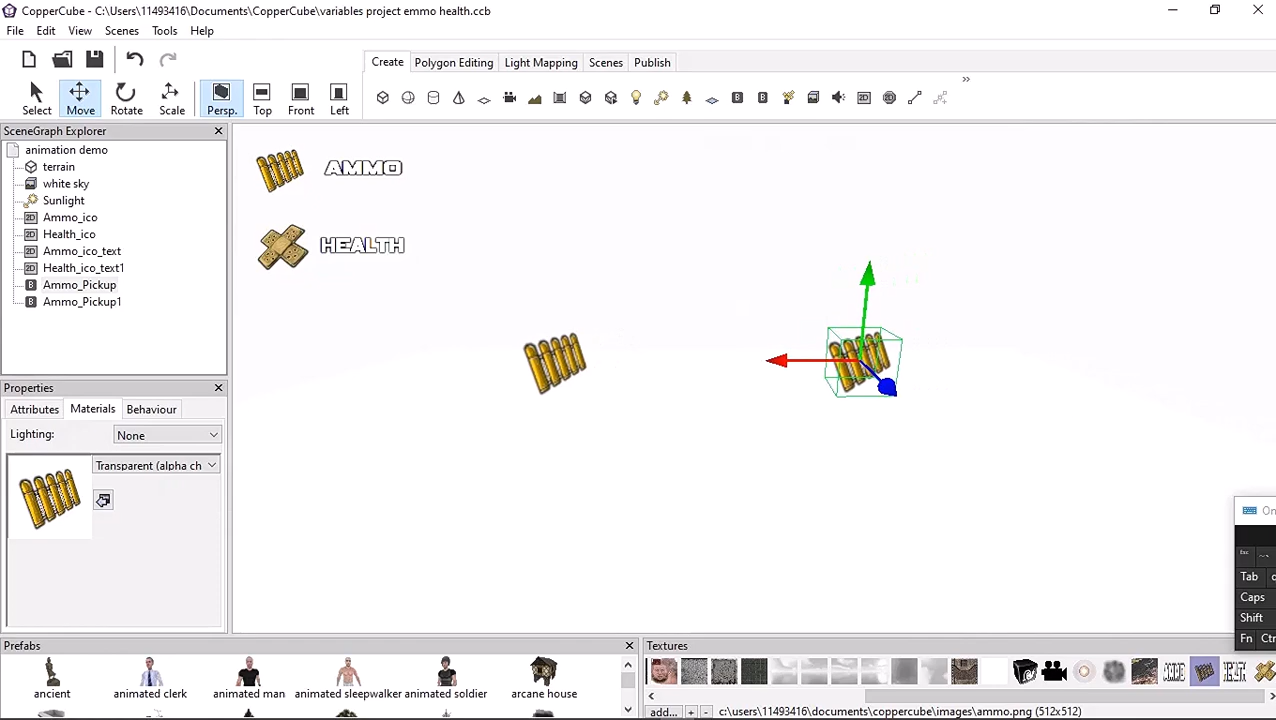 CopperCube - C:\Users\11493416\Documents\CopperCube\variables project emmo health.ccb
File Edit View Scenes Tools Help
Create Polygon Editing Light Mapping Scenes Publish
Select Move Rotate Scale Persp. Top Front Left
SceneGraph Explorer
animation demo
terrain
white sky
Sunlight
Ammo_ico
Health_ico
Ammo_ico_text
Health_ico_text1
Ammo_Pickup
Ammo_Pickup1
AMMO
HEALTH
Properties
Attributes Materials Behaviour
Lighting: None
Transparent (alpha ch
Esc
Tab
Caps
Shift
Fn Ctr
Prefabs
ancient animated clerk animated man animated sleepwalker animated soldier arcane house
Textures
add... + - c:\users\11493416\documents\coppercube\images\ammo.png (512x512)